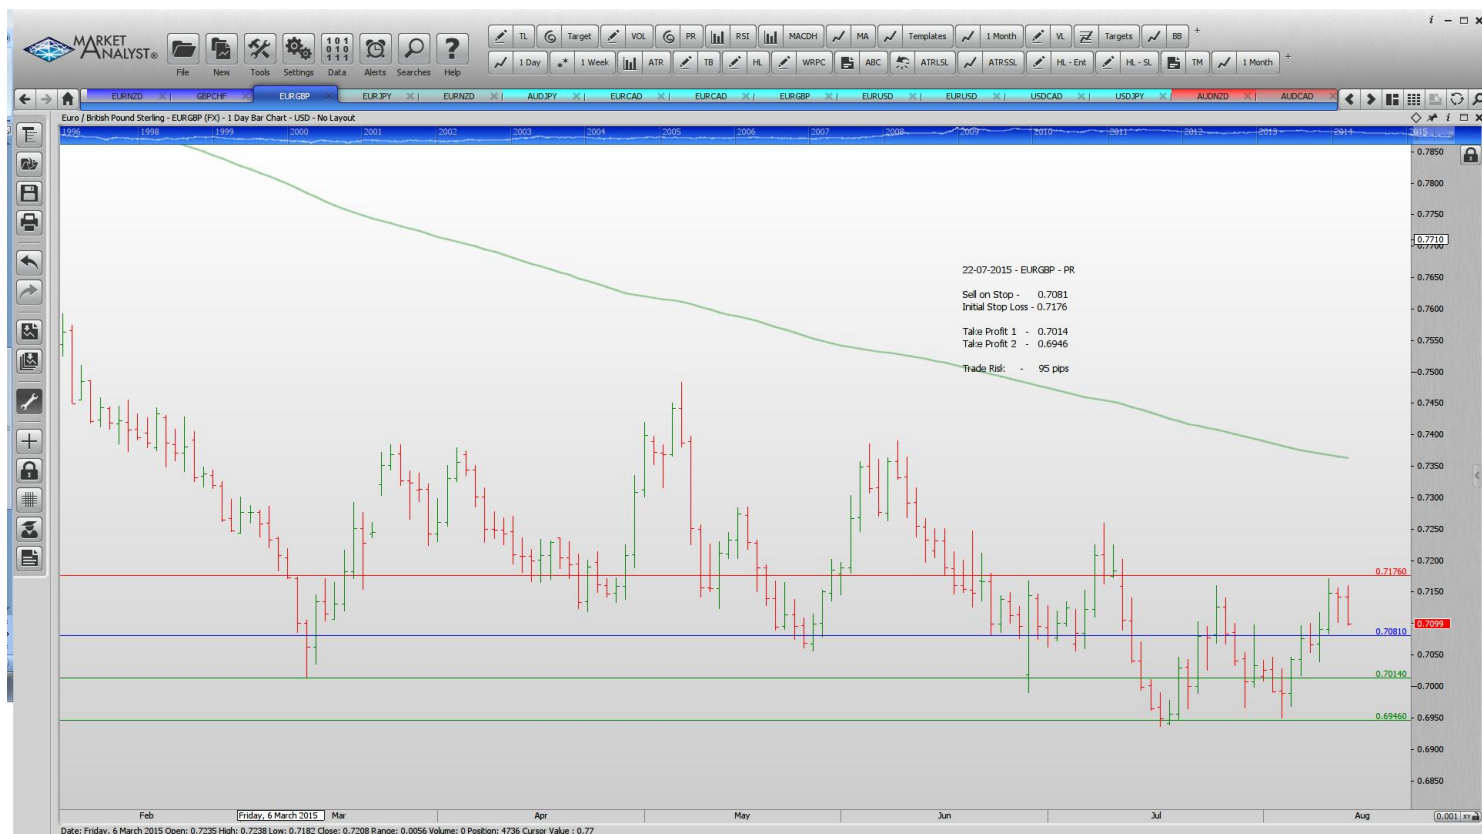 i
MARKET
ANALYST®
File New Tools Settings Data Alerts Searches Help
TL Target VOL PR RSI MACDH MA Templates 1 Month VL Targets BB +
1 Day 1 Week ATR TB HL WRPC ABC ATRLSL ATRSSL HL - Ent HL - SL TM 1 Month +
EURNZD GBPCHF EURGBP EURJPY EURNZD AUDJPY EURCAD EURCAD EURGBP EURUSD EURUSD USDCAD USDJPY AUDNZD AUDCAD
Euro / British Pound Sterling - EURGBP (FX) - 1 Day Bar Chart - USD - No Layout
1996 1998 1999 2000 2001 2002 2003 2004 2005 2006 2007 2008 2009 2010 2011 2012 2013 2014 2015
0.7850
0.7800
0.7750
0.7710
0.7700
0.7650
0.7600
0.7550
0.7500
0.7450
0.7400
0.7350
0.7300
0.7250
0.7200
0.7150
0.7099
0.7050
0.7000
0.6950
0.6900
0.6850
22-07-2015 - EURGBP - PR
Sell on Stop - 0.7081
Initial Stop Loss - 0.7176
Take Profit 1 - 0.7014
Take Profit 2 - 0.6946
Trade Risk - 95 pips
0.71760
0.70810
0.70140
0.69460
Feb Friday, 6 March 2015 Mar Apr May Jun Jul Aug 0.001 XY
Date: Friday, 6 March 2015 Open: 0.7235 High: 0.7238 Low: 0.7182 Close: 0.7208 Range: 0.0056 Volume: 0 Position: 4736 Cursor Value : 0.77